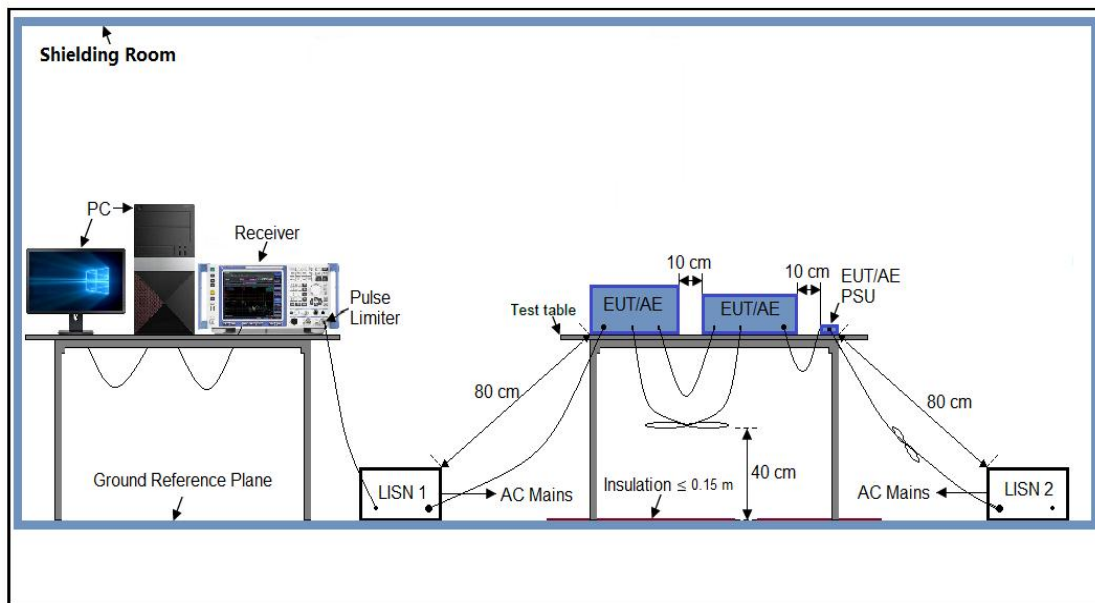 Shielding Room
PC
Receiver
Pulse
Limiter
10 cm
10 cm
EUT/AE
PSU
EUT/AE
EUT/AE
Test table
80 cm
80 cm
40 cm
Ground Reference Plane
LISN 1
AC Mains
Insulation ≤ 0.15 m
AC Mains
LISN 2